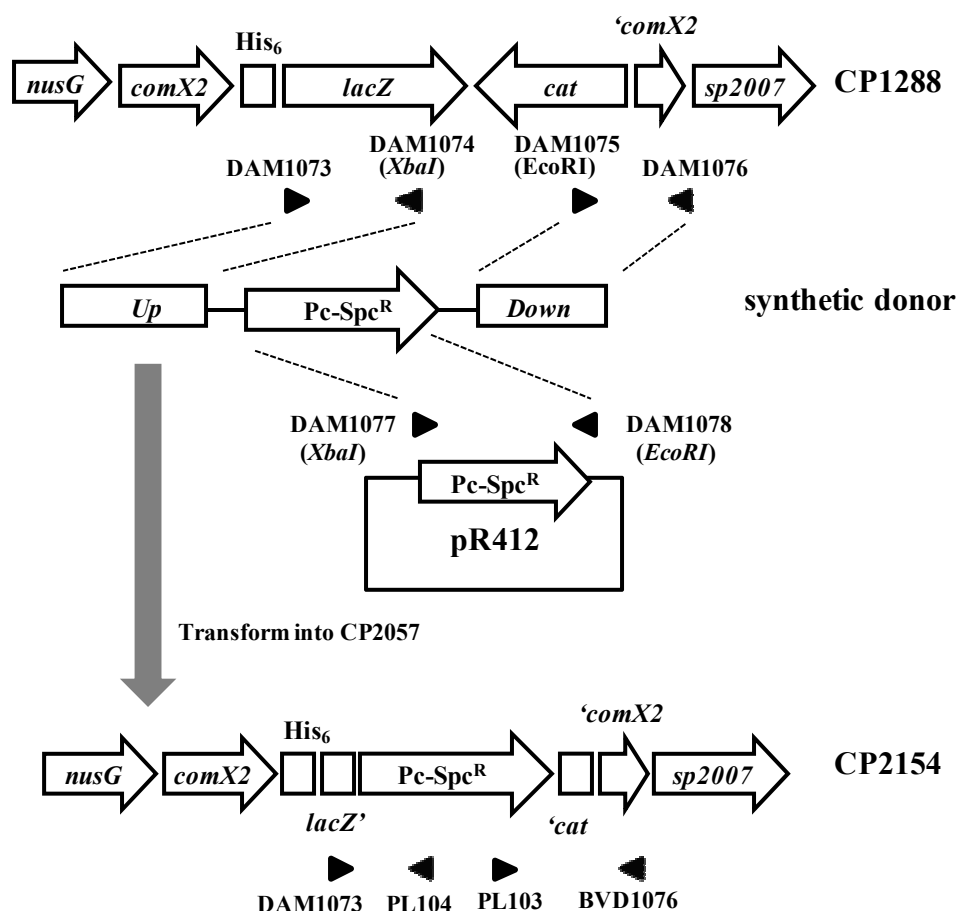 His6 ‘comX2
nusG comX2 lacZ cat sp2007 CP1288
DAM1073 DAM1074 (XbaI) DAM1075 (EcoRI) DAM1076
Up Pc-SpcR Down synthetic donor
DAM1077 (XbaI) DAM1078 (EcoRI)
Pc-SpcR
pR412
Transform into CP2057
His6 ‘comX2
nusG comX2 Pc-SpcR sp2007 CP2154
lacZ’ ‘cat
DAM1073 PL104 PL103 BVD1076